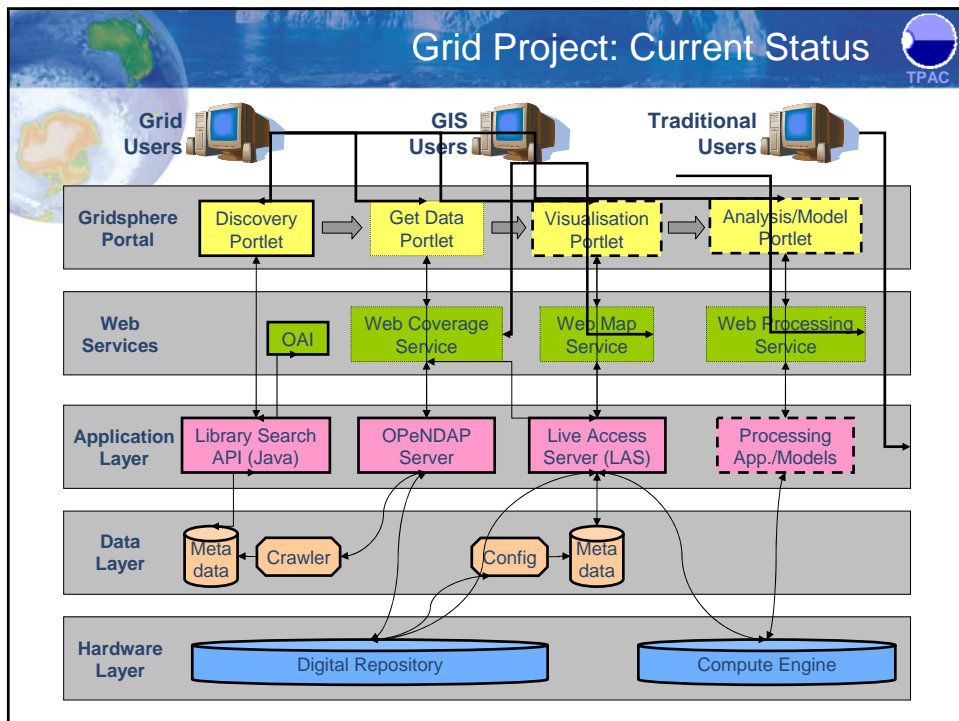 Grid Project: Current Status
TPAC
Grid
Users
GIS
Users
Traditional
Users
Gridsphere
Portal
Discovery
Portlet
Get Data
Portlet
Visualisation
Portlet
Analysis/Model
Portlet
Web
Services
OAI
Web Coverage
Service
Web Map
Service
Web Processing
Service
Application
Layer
Library Search
API (Java)
OPeNDAP
Server
Live Access
Server (LAS)
Processing
App./Models
Data
Layer
Meta
data
Crawler
Config
Meta
data
Hardware
Layer
Digital Repository
Compute Engine